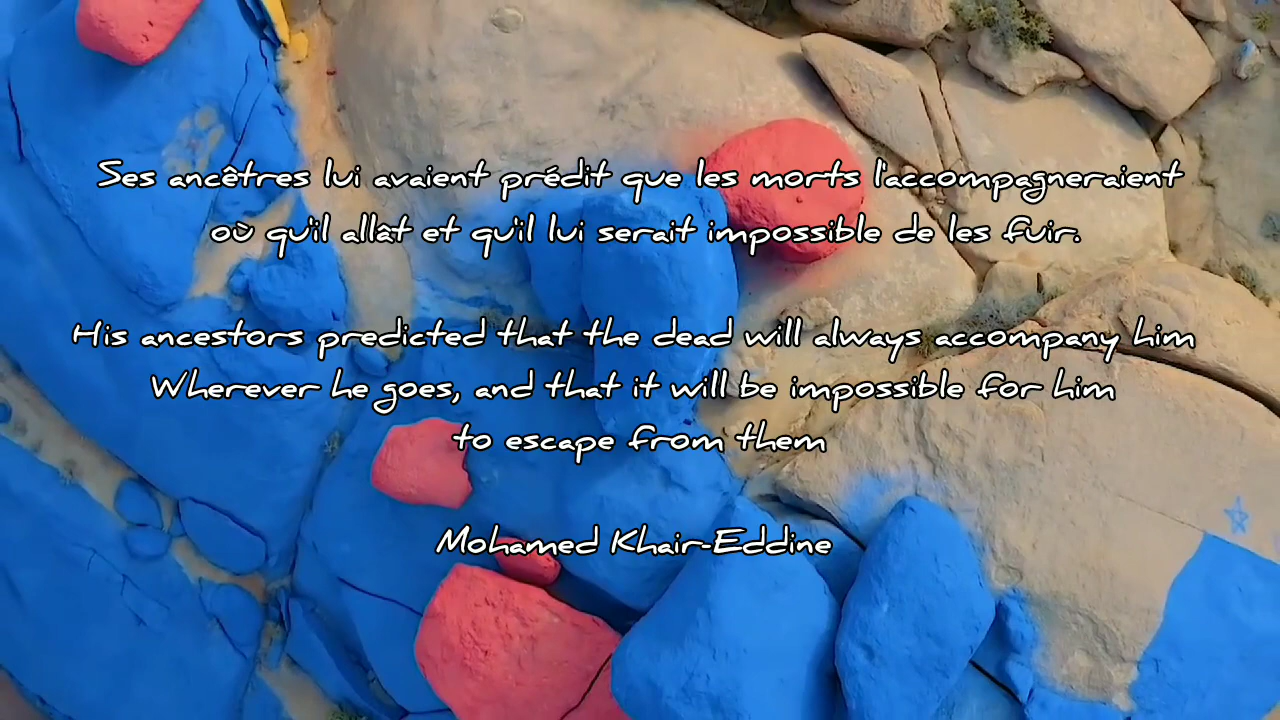 Ses ancêtres lui avaient prédit que les morts l'accompagneraient
où qu'il allât et qu'il lui serait impossible de les fuir.
His ancestors predicted that the dead will always accompany him
Wherever he goes, and that it will be impossible for him
to escape from them
Mohamed Khair-Eddine